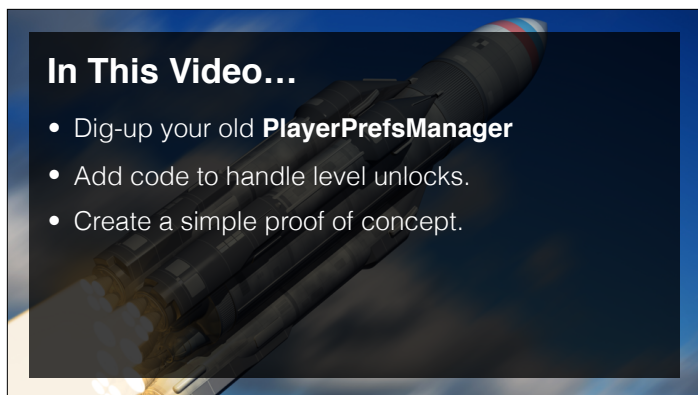 In This Video…
• Dig-up your old PlayerPrefsManager
• Add code to handle level unlocks.
• Create a simple proof of concept.